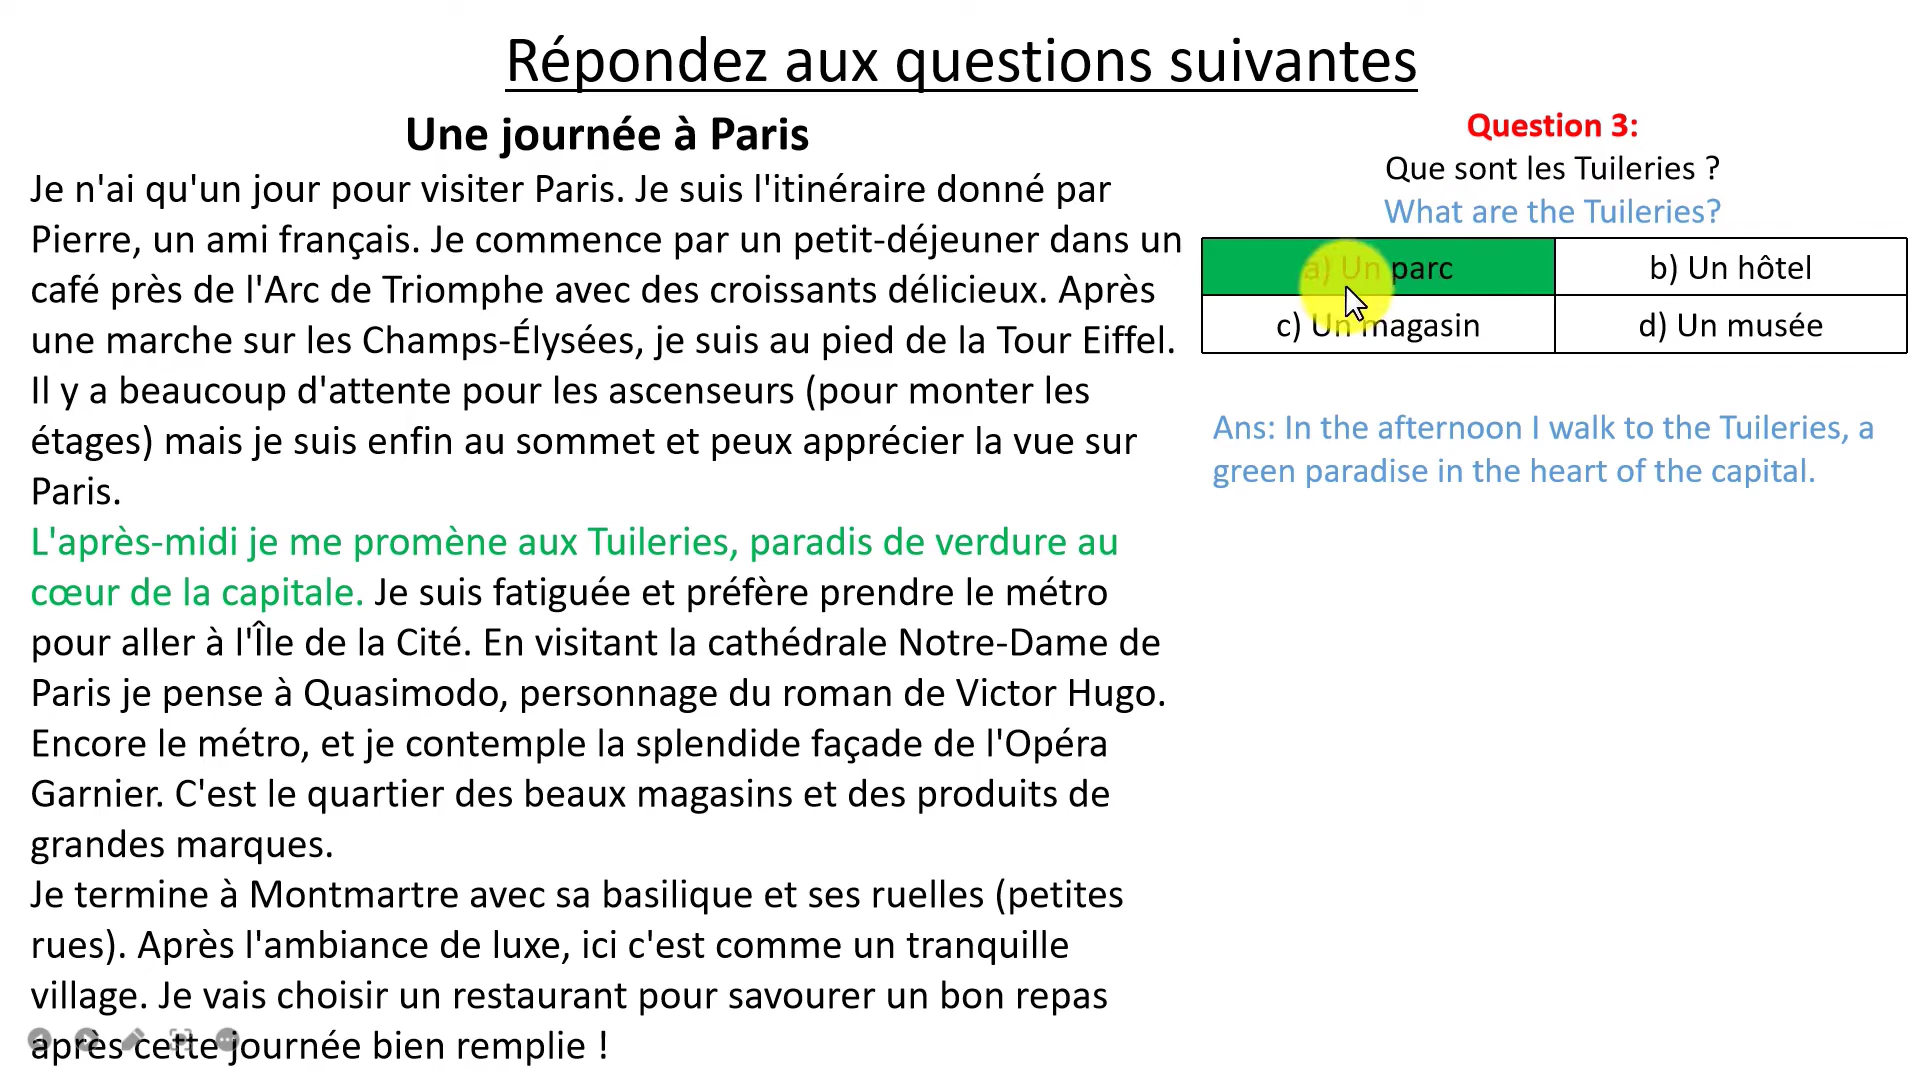 Répondez aux questions suivantes
Une journée à Paris
Je n'ai qu'un jour pour visiter Paris. Je suis l'itinéraire donné par
Pierre, un ami français. Je commence par un petit-déjeuner dans un
café près de l'Arc de Triomphe avec des croissants délicieux. Après
une marche sur les Champs-Élysées, je suis au pied de la Tour Eiffel.
Il y a beaucoup d'attente pour les ascenseurs (pour monter les
étages) mais je suis enfin au sommet et peux apprécier la vue sur
Paris.
L'après-midi je me promène aux Tuileries, paradis de verdure au
cœur de la capitale. Je suis fatiguée et préfère prendre le métro
pour aller à l'Île de la Cité. En visitant la cathédrale Notre-Dame de
Paris je pense à Quasimodo, personnage du roman de Victor Hugo.
Encore le métro, et je contemple la splendide façade de l'Opéra
Garnier. C'est le quartier des beaux magasins et des produits de
grandes marques.
Je termine à Montmartre avec sa basilique et ses ruelles (petites
rues). Après l'ambiance de luxe, ici c'est comme un tranquille
village. Je vais choisir un restaurant pour savourer un bon repas
après cette journée bien remplie !
Question 3:
Que sont les Tuileries ?
What are the Tuileries?
a) Un parc
b) Un hôtel
c) Un magasin
d) Un musée
Ans: In the afternoon I walk to the Tuileries, a
green paradise in the heart of the capital.